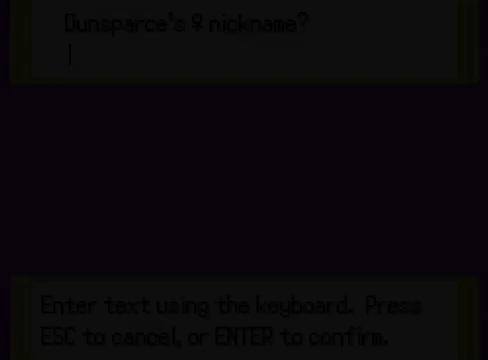 Dunsparce's ♀ nickname?
Enter text using the keyboard. Press
ESC to cancel, or ENTER to confirm.